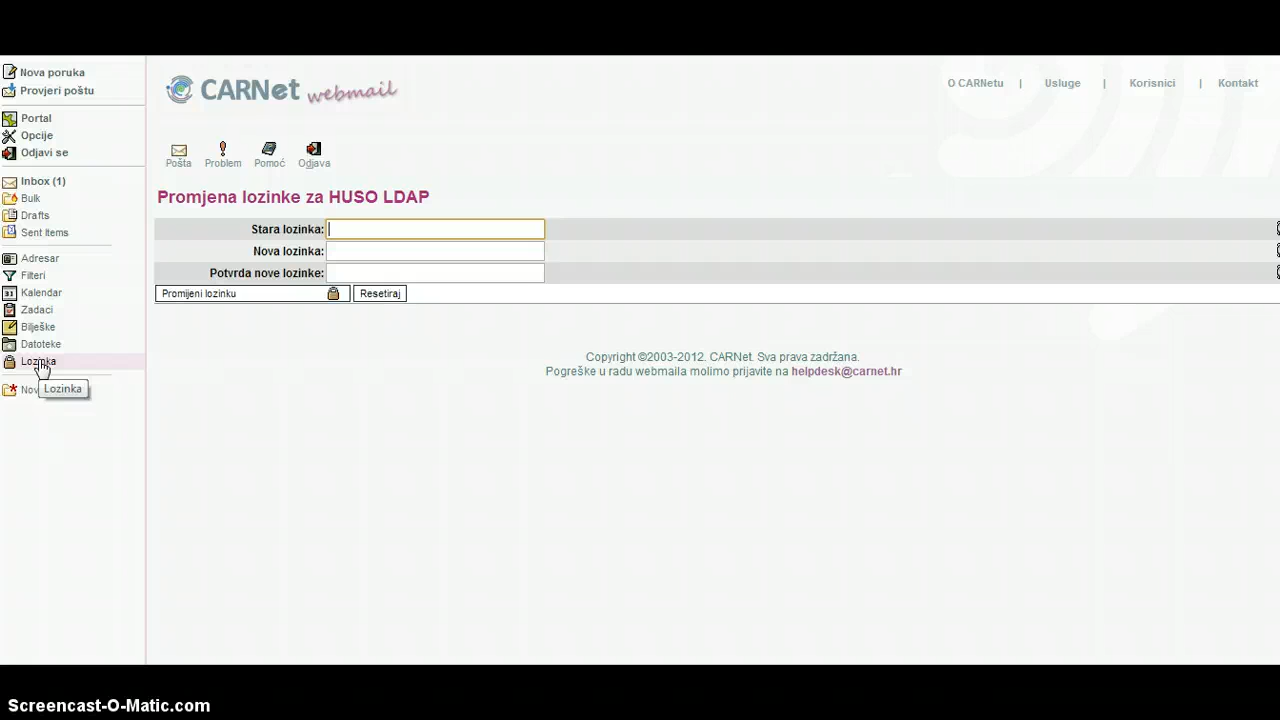 Nova poruka
Provjeri poštu
Portal
Opcije
Odjavi se
Inbox (1)
Bulk
Drafts
Sent Items
Adresar
Filteri
Kalendar
Zadaci
Bilješke
Datoteke
Lozinka
Lozinka
CARNet webmail
O CARNetu | Usluge | Korisnici | Kontakt
Pošta Problem Pomoć Odjava
Promjena lozinke za HUSO LDAP
Stara lozinka:
Nova lozinka:
Potvrda nove lozinke:
Promijeni lozinku Resetiraj
Copyright ©2003-2012. CARNet. Sva prava zadržana.
Pogreške u radu webmaila molimo prijavite na helpdesk@carnet.hr
Screencast-O-Matic.com